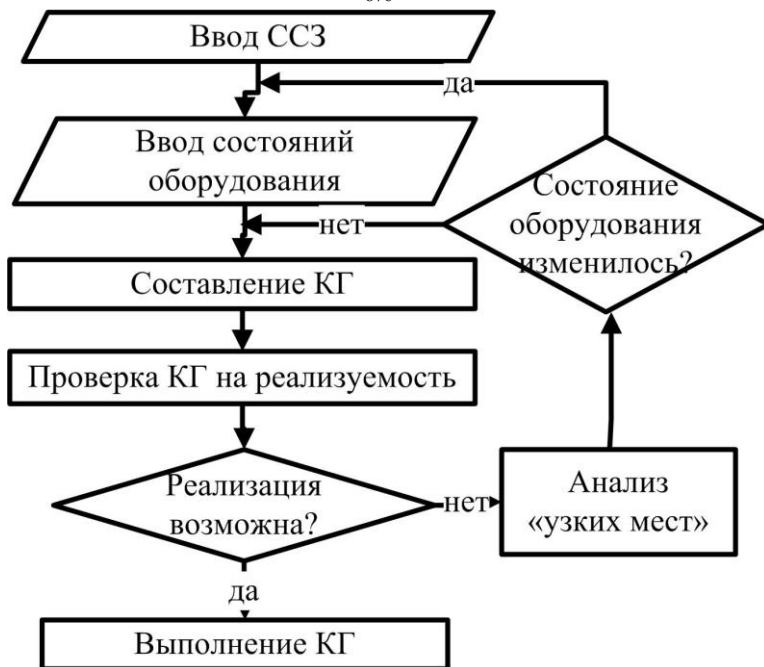 Ввод ССЗ
да
Ввод состояний
оборудования
Состояние
оборудования
изменилось?
нет
Составление КГ
Проверка КГ на реализуемость
Реализация
возможна?
нет
Анализ
«узких мест»
да
Выполнение КГ